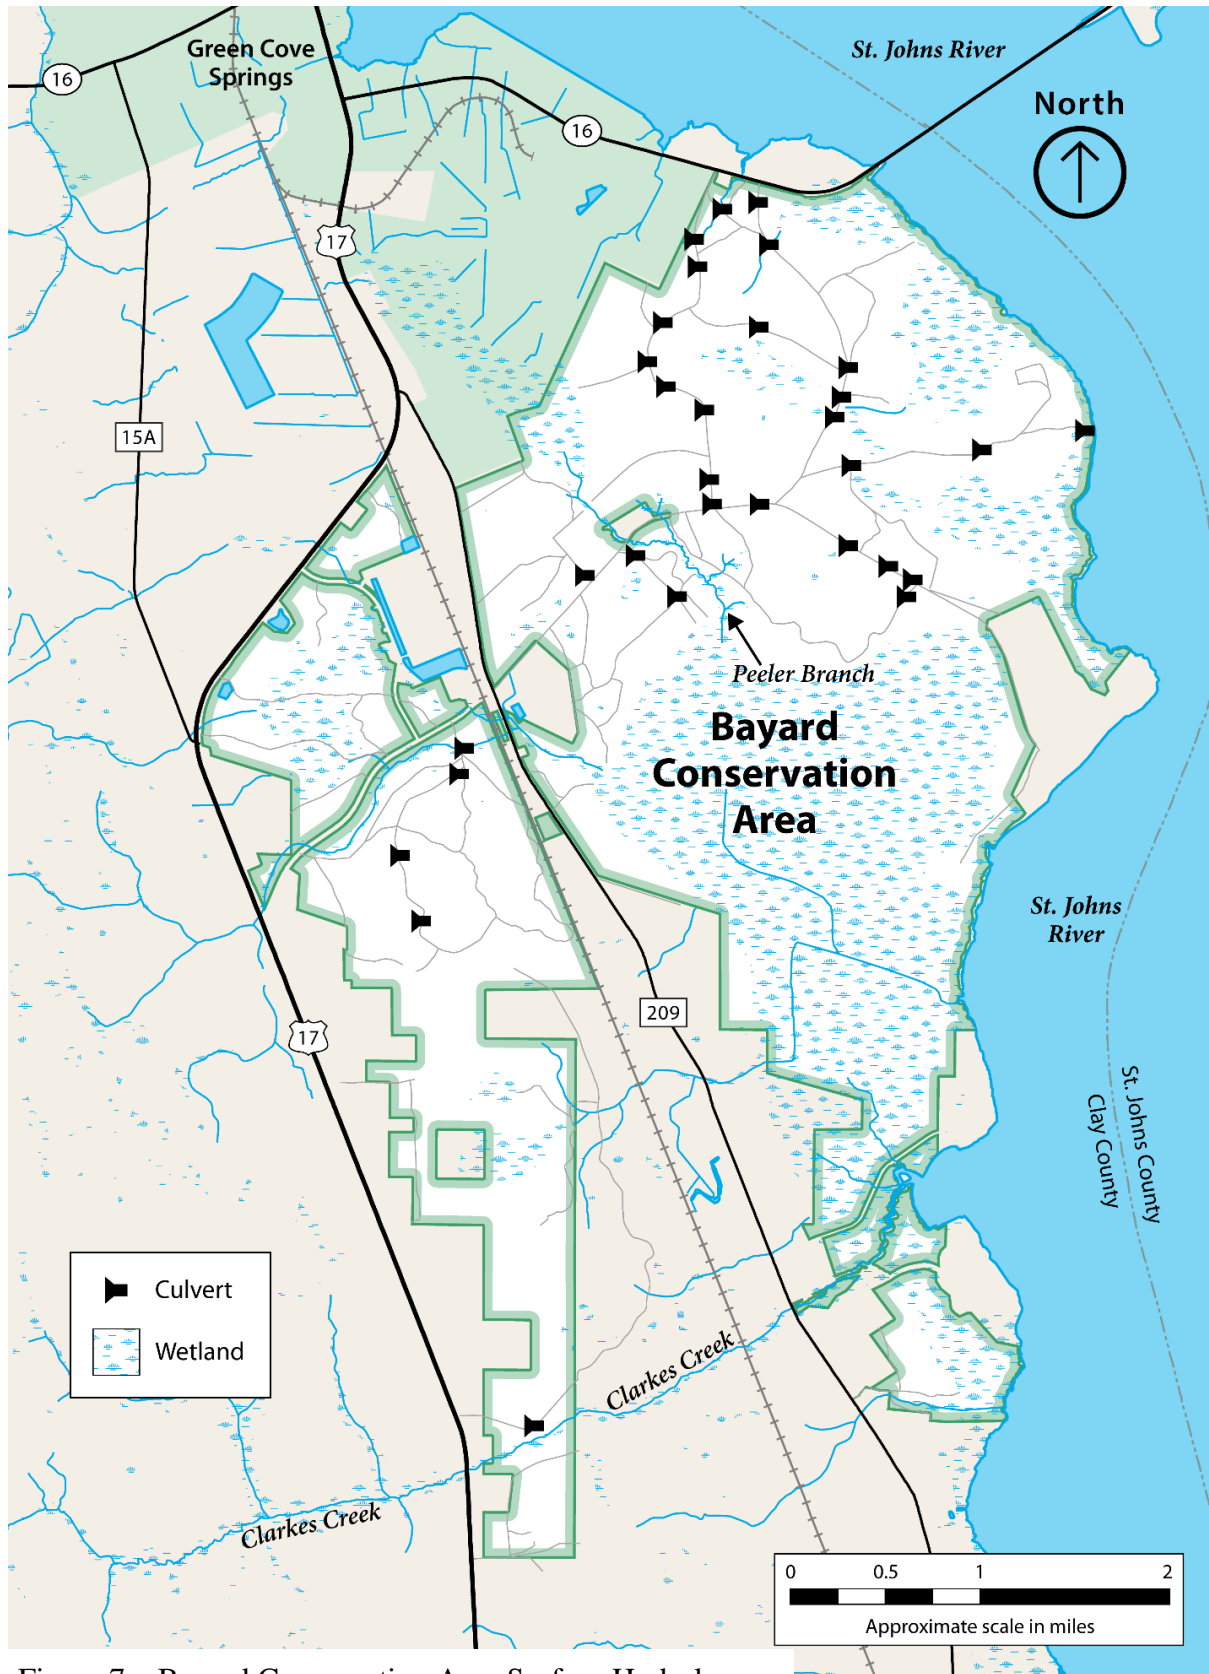 Green Cove
Springs
St. Johns River
16
16
North
17
15A
Peeler Branch
Bayard
Conservation
Area
St. Johns
River
209
17
St. Johns County
Clay County
Culvert
Wetland
Clarkes Creek
Clarkes Creek
0 0.5 1 2
Approximate scale in miles